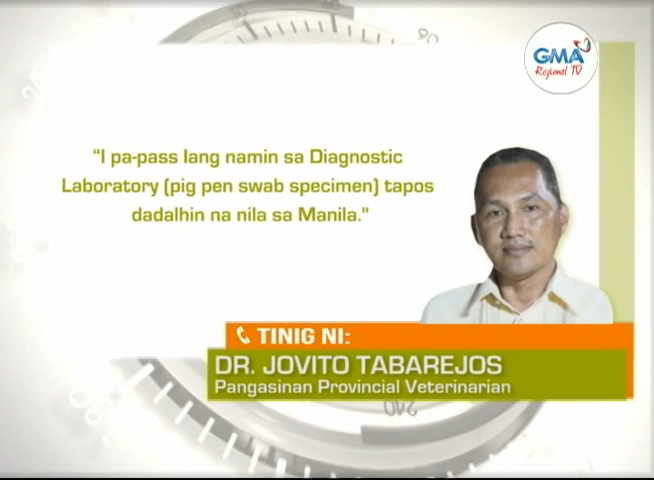 GMA
Regional TV
"I pa-pass lang namin sa Diagnostic
Laboratory (pig pen swab specimen) tapos
dadalhin na nila sa Manila."
TINIG NI:
DR. JOVITO TABAREJOS
Pangasinan Provincial Veterinarian
240